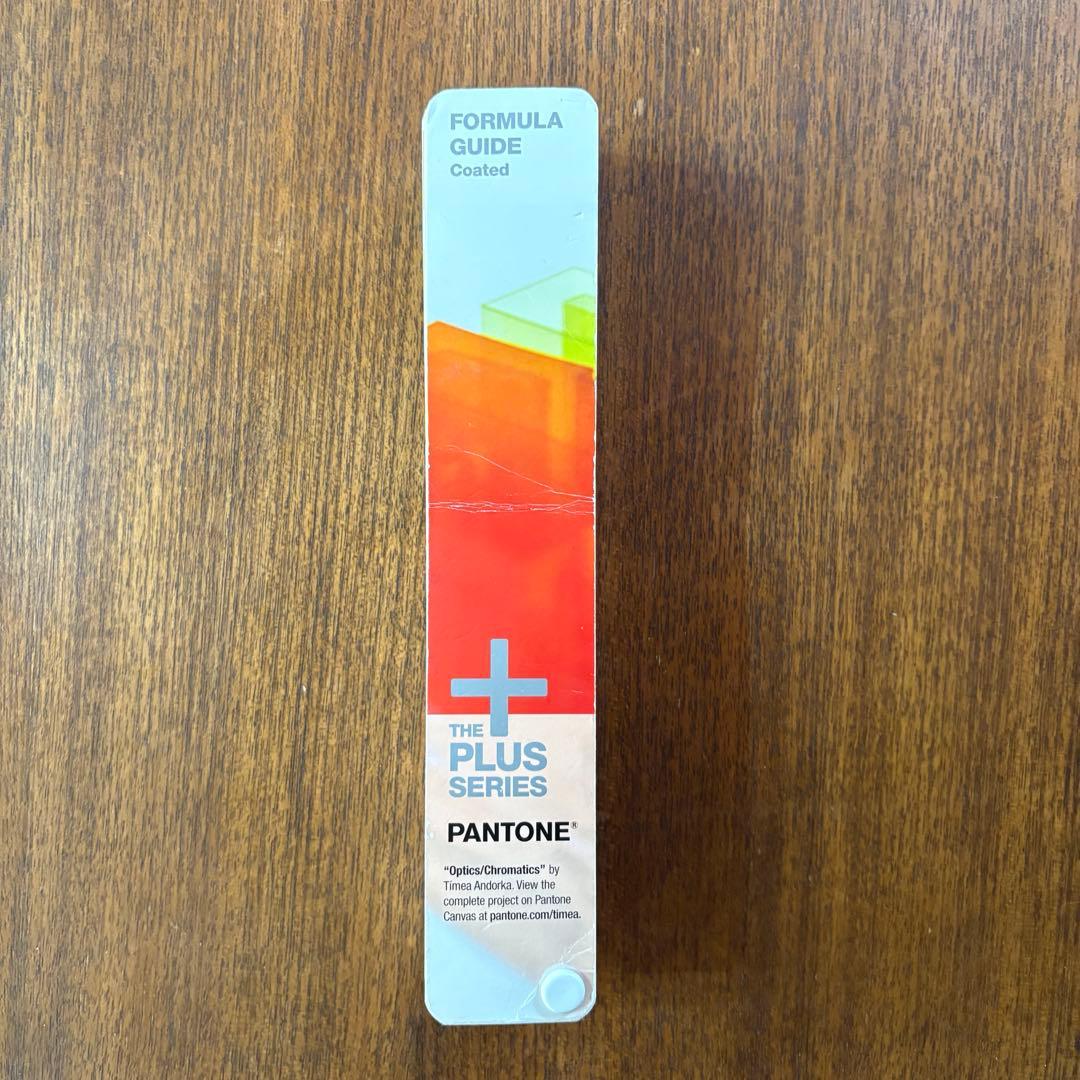 FORMULA
GUIDE
Coated
THE
PLUS
SERIES
PANTONE®
“Optics/Chromatics” by
Tímea Andorka. View the
complete project on Pantone
Canvas at pantone.com/timea.